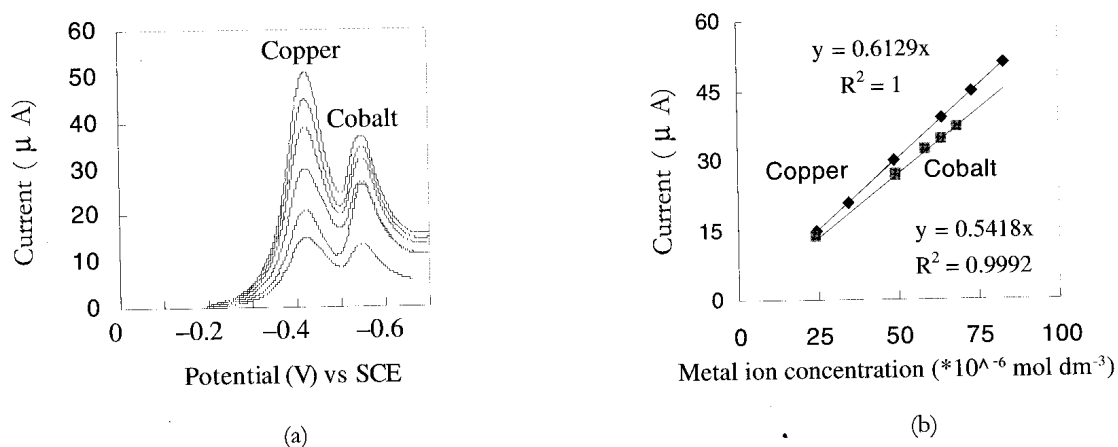 60
50
40
30
20
10
0
Current ( μ A)
Copper
Cobalt
0
−0.2
−0.4
−0.6
Potential (V) vs SCE
(a)
60
45
30
15
0
Current ( μ A)
y = 0.6129x
R² = 1
Copper
Cobalt
y = 0.5418x
R² = 0.9992
0
25
50
75
100
Metal ion concentration (*10^⁻⁶ mol dm⁻³)
(b)